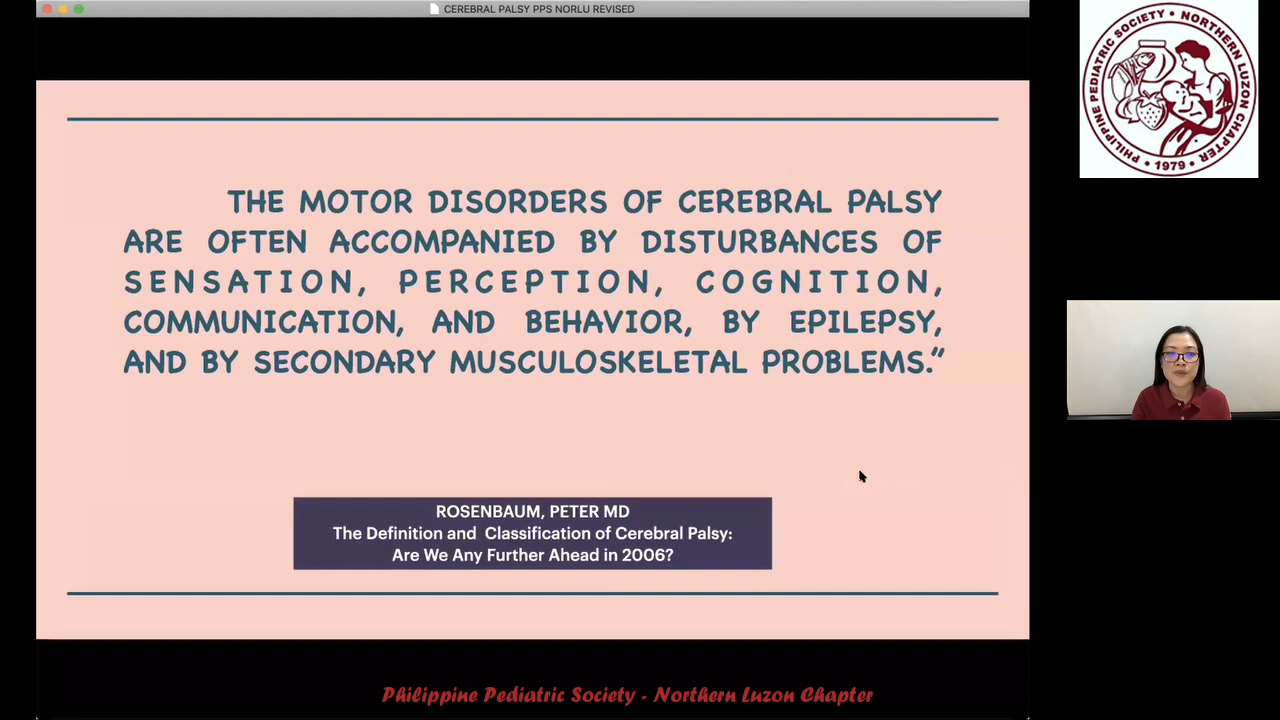 CEREBRAL PALSY PPS NORLU REVISED
PHILIPPINE PEDIATRIC SOCIETY • NORTHERN LUZON CHAPTER
• 1979 •
THE MOTOR DISORDERS OF CEREBRAL PALSY
ARE OFTEN ACCOMPANIED BY DISTURBANCES OF
SENSATION, PERCEPTION, COGNITION,
COMMUNICATION, AND BEHAVIOR, BY EPILEPSY,
AND BY SECONDARY MUSCULOSKELETAL PROBLEMS.”
ROSENBAUM, PETER MD
The Definition and Classification of Cerebral Palsy:
Are We Any Further Ahead in 2006?
Philippine Pediatric Society - Northern Luzon Chapter